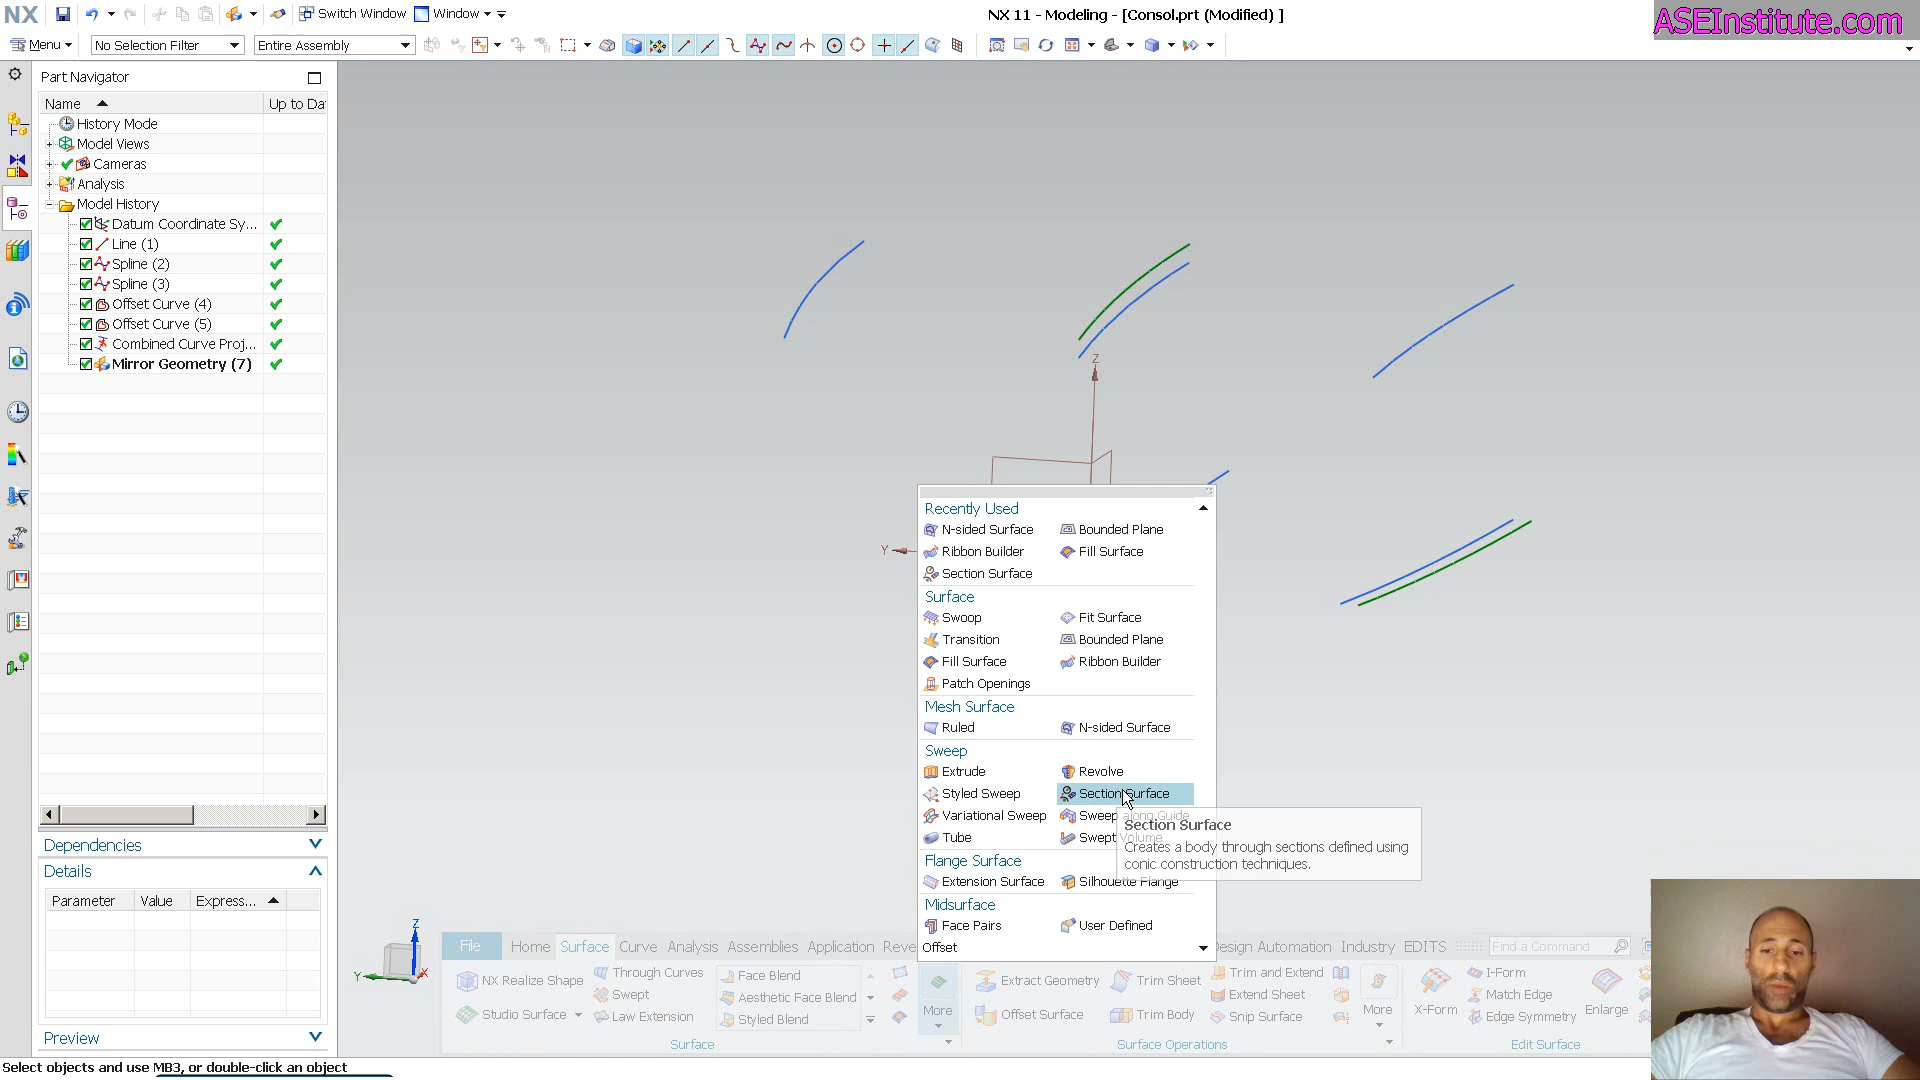 NX
Switch Window
Window
NX 11 - Modeling - [Consol.prt (Modified) ]
ASEInstitute.com
Menu
No Selection Filter
Entire Assembly
Part Navigator
Name
Up to Da
History Mode
Model Views
Cameras
Analysis
Model History
Datum Coordinate Sy...
Line (1)
Spline (2)
Spline (3)
Offset Curve (4)
Offset Curve (5)
Combined Curve Proj...
Mirror Geometry (7)
Dependencies
Details
Parameter Value Express...
Preview
Z
Y
Recently Used
N-sided Surface Bounded Plane
Ribbon Builder Fill Surface
Section Surface
Surface
Swoop Fit Surface
Transition Bounded Plane
Fill Surface Ribbon Builder
Patch Openings
Mesh Surface
Ruled N-sided Surface
Sweep
Extrude Revolve
Styled Sweep Section Surface
Variational Sweep Sweep along Guide
Tube Swept Volume
Section Surface
Creates a body through sections defined using
conic construction techniques.
Flange Surface
Extension Surface Silhouette Flange
Midsurface
Face Pairs User Defined
Offset
Z
Y
X
File Home Surface Curve Analysis Assemblies Application Reve Design Automation Industry EDITS Find a Command
NX Realize Shape Through Curves Face Blend Extract Geometry Trim Sheet Trim and Extend I-Form
Swept Aesthetic Face Blend Extend Sheet Match Edge
Studio Surface Law Extension Styled Blend More Offset Surface Trim Body Snip Surface More X-Form Edge Symmetry Enlarge
Surface Surface Operations Edit Surface
Select objects and use MB3, or double-click an object